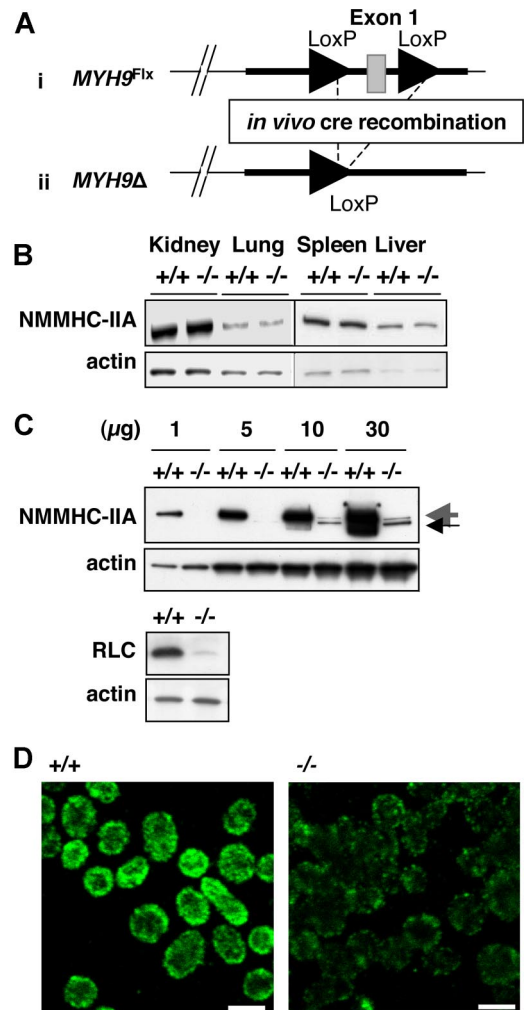 A
Exon 1
LoxP LoxP
i MYH9Flx
in vivo cre recombination
ii MYH9Δ
LoxP
B
Kidney Lung Spleen Liver
+/+ -/- +/+ -/- +/+ -/- +/+ -/-
NMMHC-IIA
actin
C
(µg) 1 5 10 30
+/+ -/- +/+ -/- +/+ -/- +/+ -/-
NMMHC-IIA
actin
+/+ -/-
RLC
actin
D
+/+ -/-